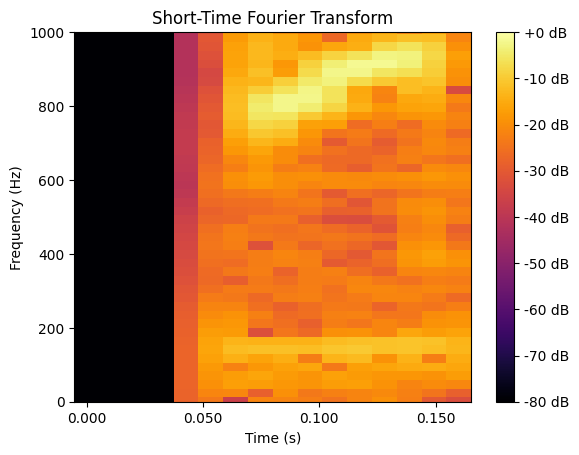 Short-Time Fourier Transform
1000
800
600
400
200
0
Frequency (Hz)
0.000
0.050
0.100
0.150
Time (s)
+0 dB
-10 dB
-20 dB
-30 dB
-40 dB
-50 dB
-60 dB
-70 dB
-80 dB